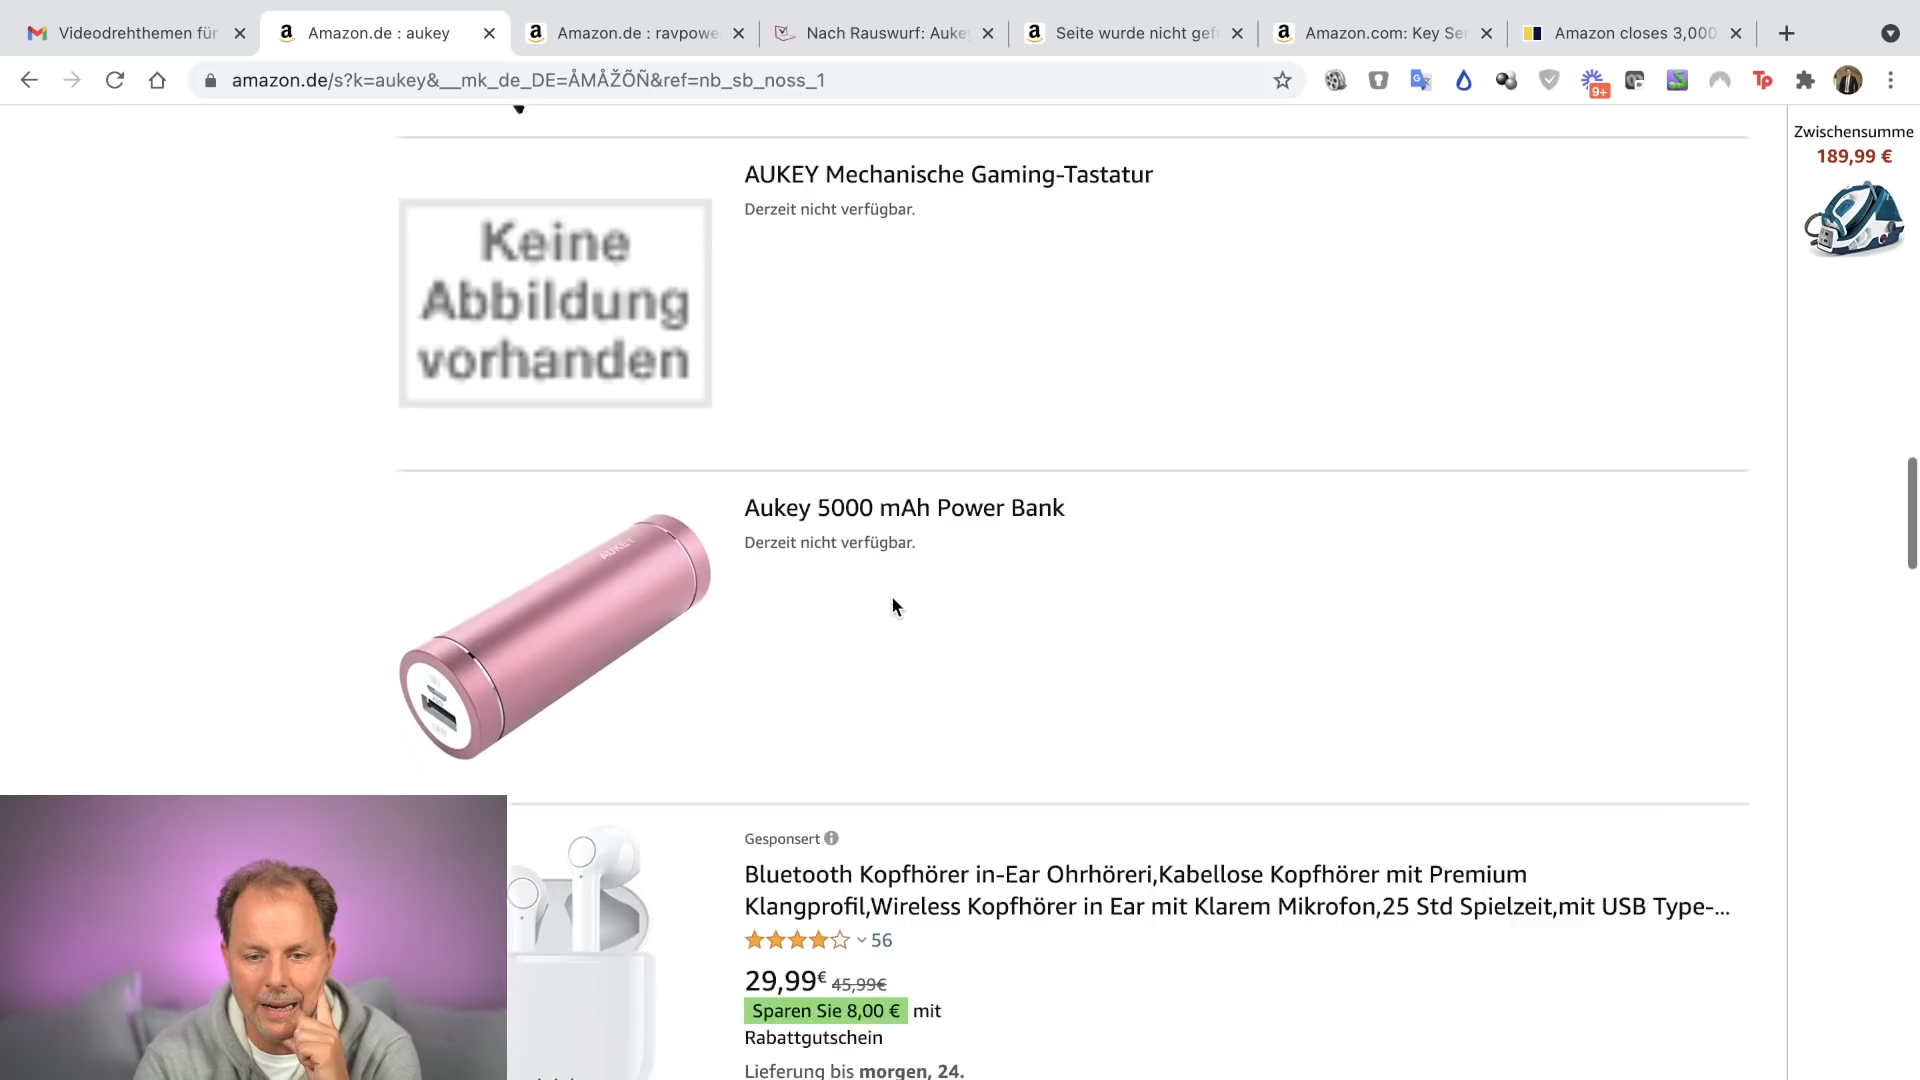 Videodrehthemen für
Amazon.de : aukey
Amazon.de : ravpowe
Nach Rauswurf: Auke
Seite wurde nicht gef
Amazon.com: Key Ser
Amazon closes 3,000
amazon.de/s?k=aukey&__mk_de_DE=ÅMÅŽÕÑ&ref=nb_sb_noss_1
9+
Zwischensumme
189,99 €
AUKEY Mechanische Gaming-Tastatur
Derzeit nicht verfügbar.
Keine
Abbildung
vorhanden
Aukey 5000 mAh Power Bank
Derzeit nicht verfügbar.
AUKEY
Gesponsert
Bluetooth Kopfhörer in-Ear Ohrhöreri,Kabellose Kopfhörer mit Premium
Klangprofil,Wireless Kopfhörer in Ear mit Klarem Mikrofon,25 Std Spielzeit,mit USB Type-...
56
29,99€ 45,99€
Sparen Sie 8,00 € mit
Rabattgutschein
Lieferung bis morgen, 24.